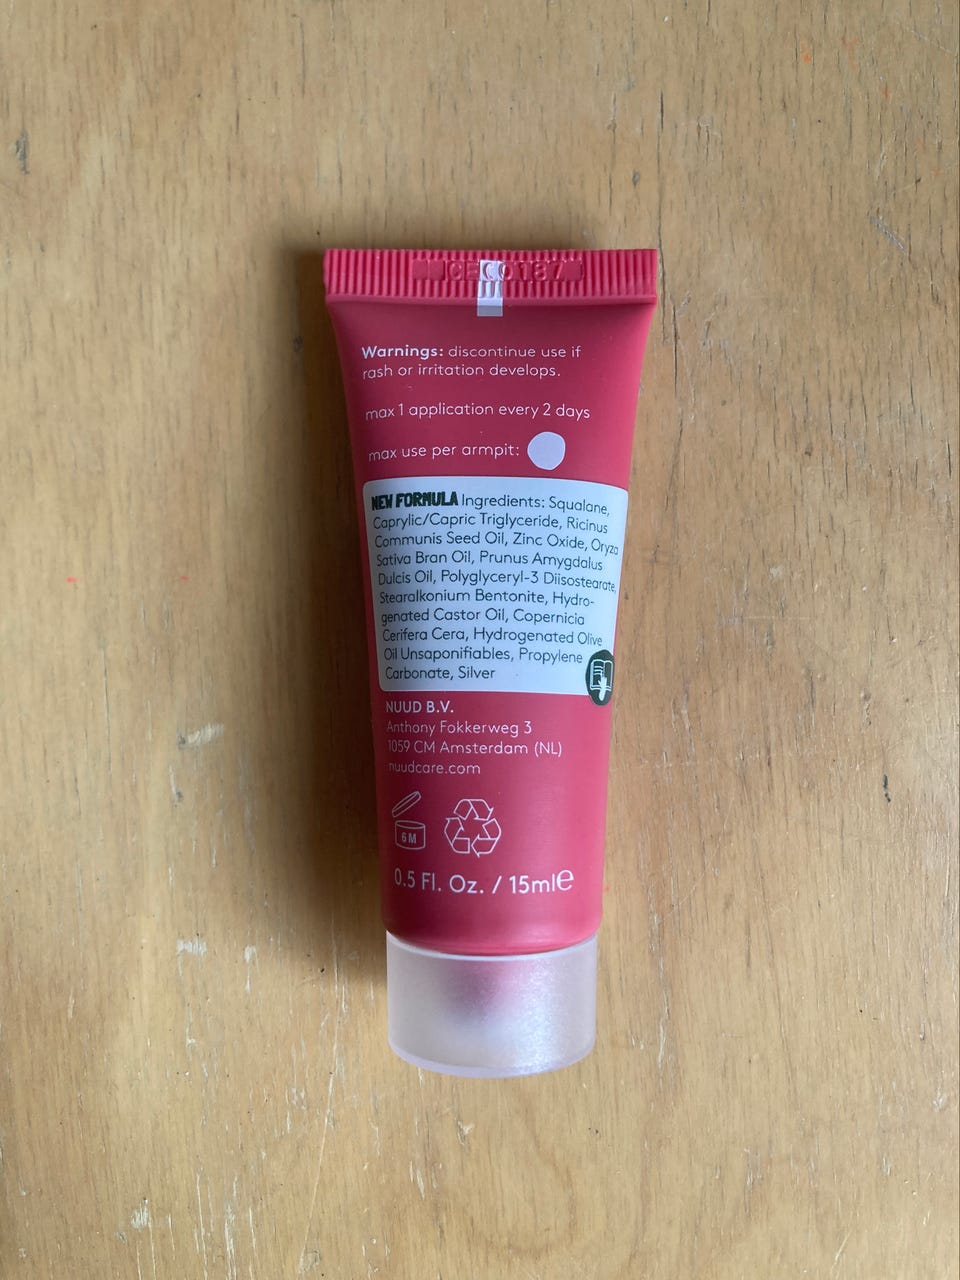 Warnings: discontinue use if
rash or irritation develops.
max 1 application every 2 days
max use per armpit:
NEW FORMULA Ingredients: Squalane,
Caprylic/Capric Triglyceride, Ricinus
Communis Seed Oil, Zinc Oxide, Oryza
Sativa Bran Oil, Prunus Amygdalus
Dulcis Oil, Polyglyceryl-3 Diisostearate,
Stearalkonium Bentonite, Hydro-
genated Castor Oil, Copernicia
Cerifera Cera, Hydrogenated Olive
Oil Unsaponifiables, Propylene
Carbonate, Silver
NUUD B.V.
Anthony Fokkerweg 3
1059 CM Amsterdam (NL)
nuudcare.com
6M
0.5 Fl. Oz. / 15ml℮